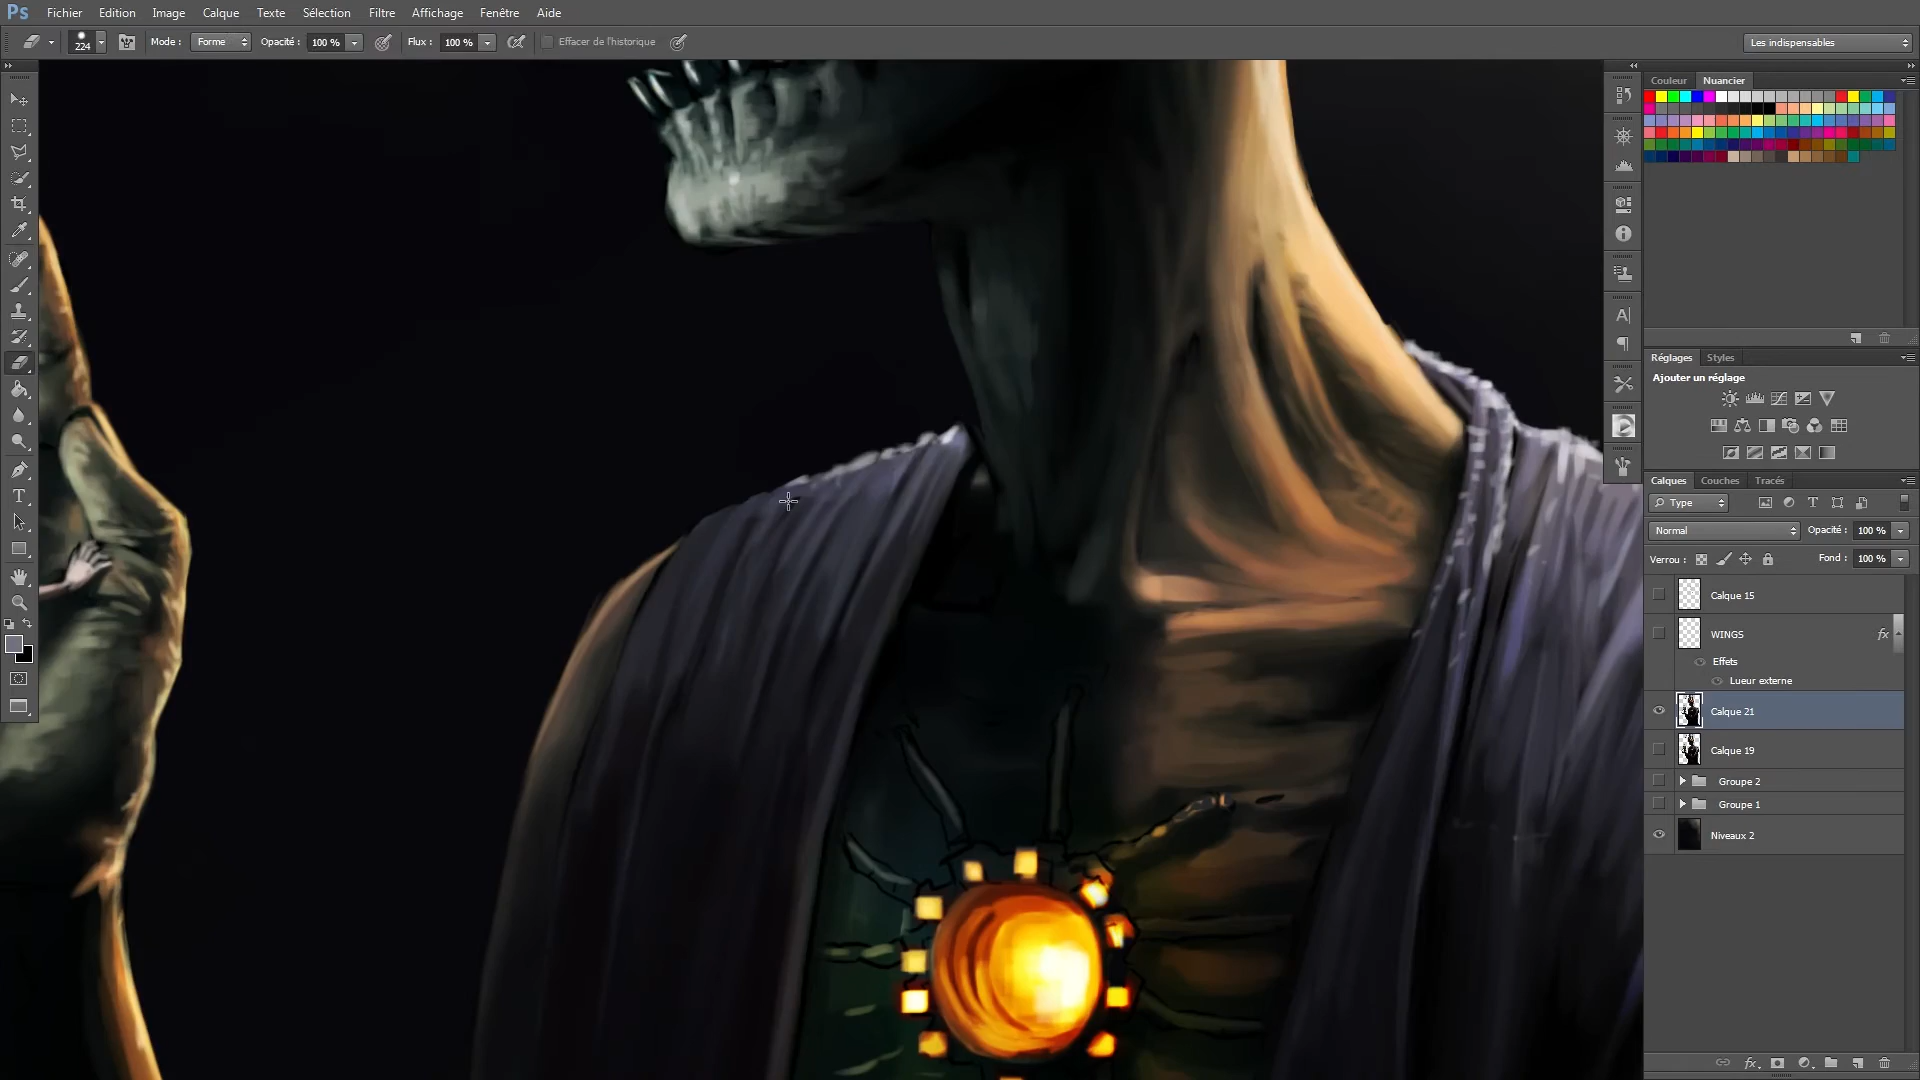 Ps Fichier Edition Image Calque Texte Sélection Filtre Affichage Fenêtre Aide
224 Mode : Forme Opacité : 100 % Flux : 100 % Effacer de l'historique Les indispensables
Couleur Nuancier
Réglages Styles
Ajouter un réglage
Calques Couches Tracés
Type
Normal Opacité : 100 %
Verrou : Fond : 100 %
Calque 15
WINGS fx
Effets
Lueur externe
Calque 21
Calque 19
Groupe 2
Groupe 1
Niveaux 2